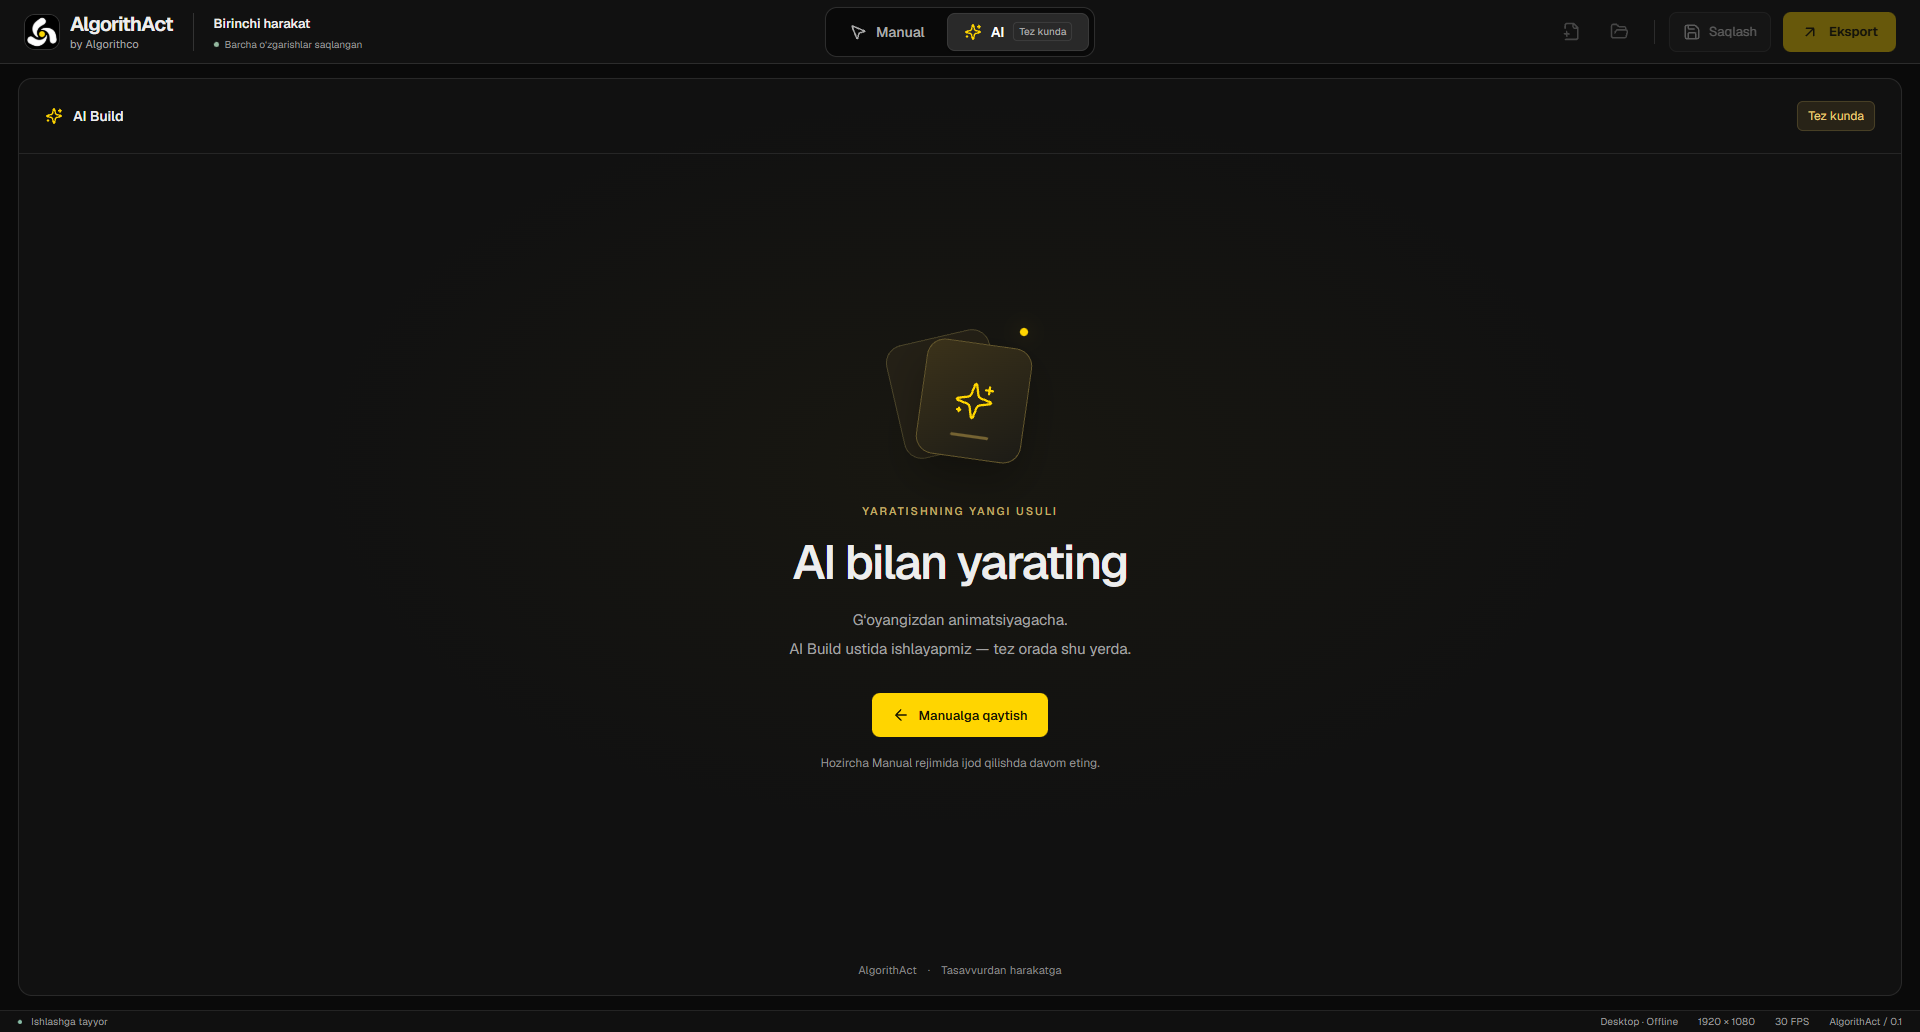 AlgorithAct
by Algorithco
Birinchi harakat
Barcha o‘zgarishlar saqlangan
Manual
AI
Tez kunda
Saqlash
Eksport
AI Build
Tez kunda
YARATISHNING YANGI USULI
AI bilan yarating
G‘oyangizdan animatsiyagacha.
AI Build ustida ishlayapmiz — tez orada shu yerda.
Manualga qaytish
Hozircha Manual rejimida ijod qilishda davom eting.
AlgorithAct · Tasavvurdan harakatga
Ishlashga tayyor
Desktop · Offline
1920 × 1080
30 FPS
AlgorithAct / 0.1